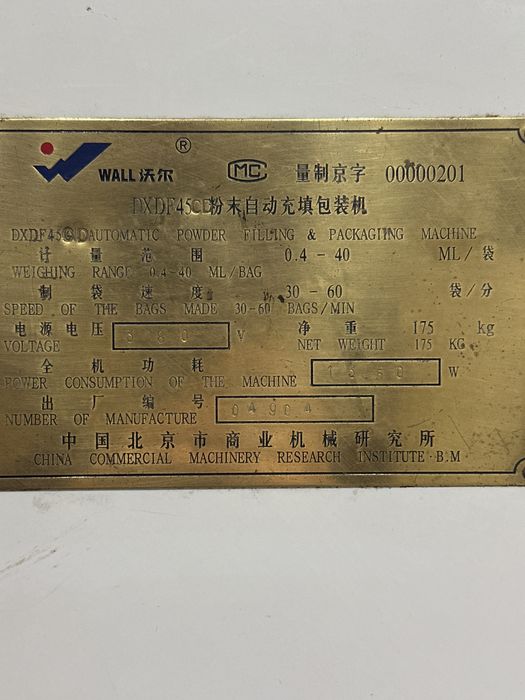 WALL沃尔 ® MC 量制京字 00000201
DXDF45CD粉末自动充填包装机
DXDF45CD AUTOMATIC POWDER FILLING & PACKAGIING MACHINE
计量范围 0.4-40 ML/袋
WEIGHING RANGE 0.4-40 ML/BAG
制袋速度 30-60 袋/分
SPEED OF THE BAGS MADE 30-60 BAGS/MIN
电源电压 380 V 净重 175 kg
VOLTAGE NET WEIGHT 175 KG
全机功耗 W
POWER CONSUMPTION OF THE MACHINE
出厂编号 04904
NUMBER OF MANUFACTURE
中国北京市商业机械研究所
CHINA COMMERCIAL MACHINERY RESEARCH INSTITUTE·B.M